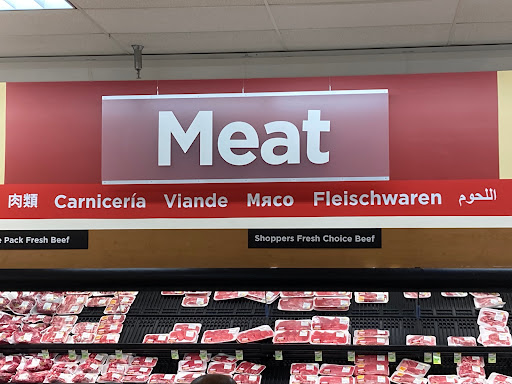 Meat
肉類 Carnicería Viande Мясо Fleischwaren اللحوم
Pack Fresh Beef
Shoppers Fresh Choice Beef